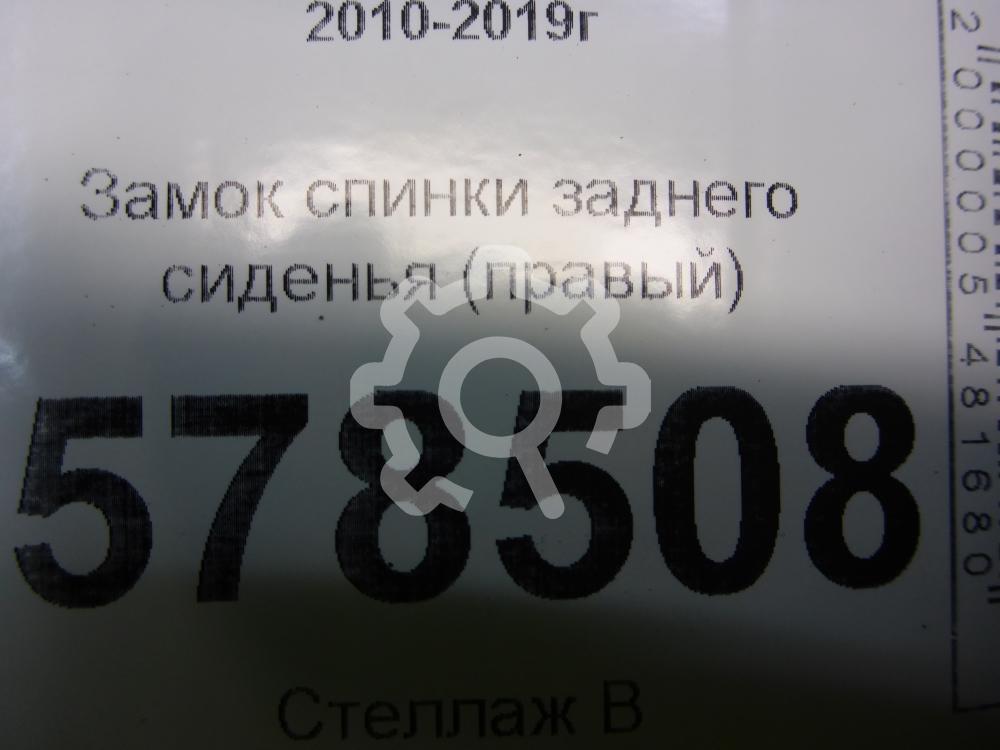 2010-2019г
Замок спинки заднего
сиденья (правый)
578508
Стеллаж В
2000005481680